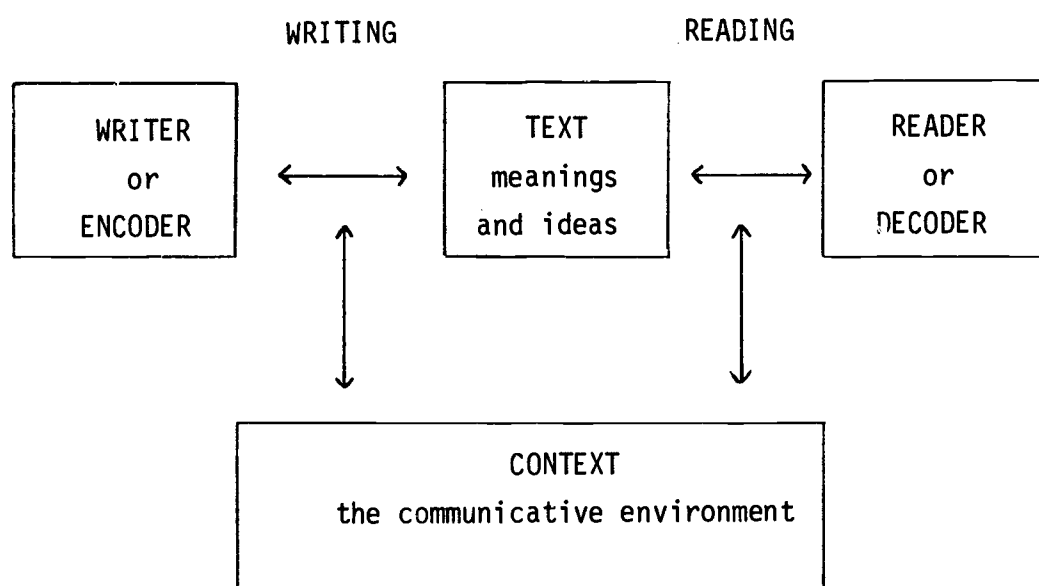 WRITING
READING
WRITER
or
ENCODER
TEXT
meanings
and ideas
READER
or
DECODER
CONTEXT
the communicative environment